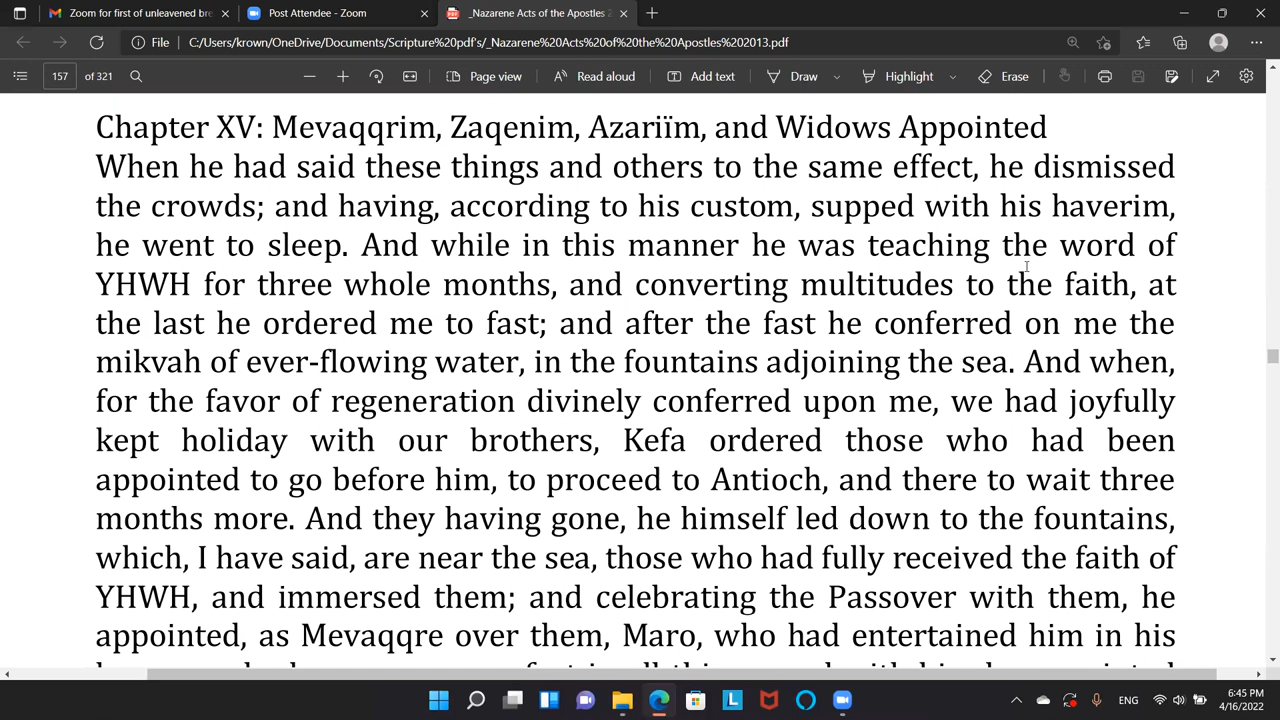 Zoom for first of unleavened bre
Post Attendee - Zoom
_Nazarene Acts of the Apostles 2
File
C:/Users/krown/OneDrive/Documents/Scripture%20pdf's/_Nazarene%20Acts%20of%20the%20Apostles%202013.pdf
157 of 321
Page view
Read aloud
Add text
Draw
Highlight
Erase
Chapter XV: Mevaqqrim, Zaqenim, Azariïm, and Widows Appointed
When he had said these things and others to the same effect, he dismissed
the crowds; and having, according to his custom, supped with his haverim,
he went to sleep. And while in this manner he was teaching the word of
YHWH for three whole months, and converting multitudes to the faith, at
the last he ordered me to fast; and after the fast he conferred on me the
mikvah of ever-flowing water, in the fountains adjoining the sea. And when,
for the favor of regeneration divinely conferred upon me, we had joyfully
kept holiday with our brothers, Kefa ordered those who had been
appointed to go before him, to proceed to Antioch, and there to wait three
months more. And they having gone, he himself led down to the fountains,
which, I have said, are near the sea, those who had fully received the faith of
YHWH, and immersed them; and celebrating the Passover with them, he
appointed, as Mevaqqre over them, Maro, who had entertained him in his
ENG
6:45 PM
4/16/2022